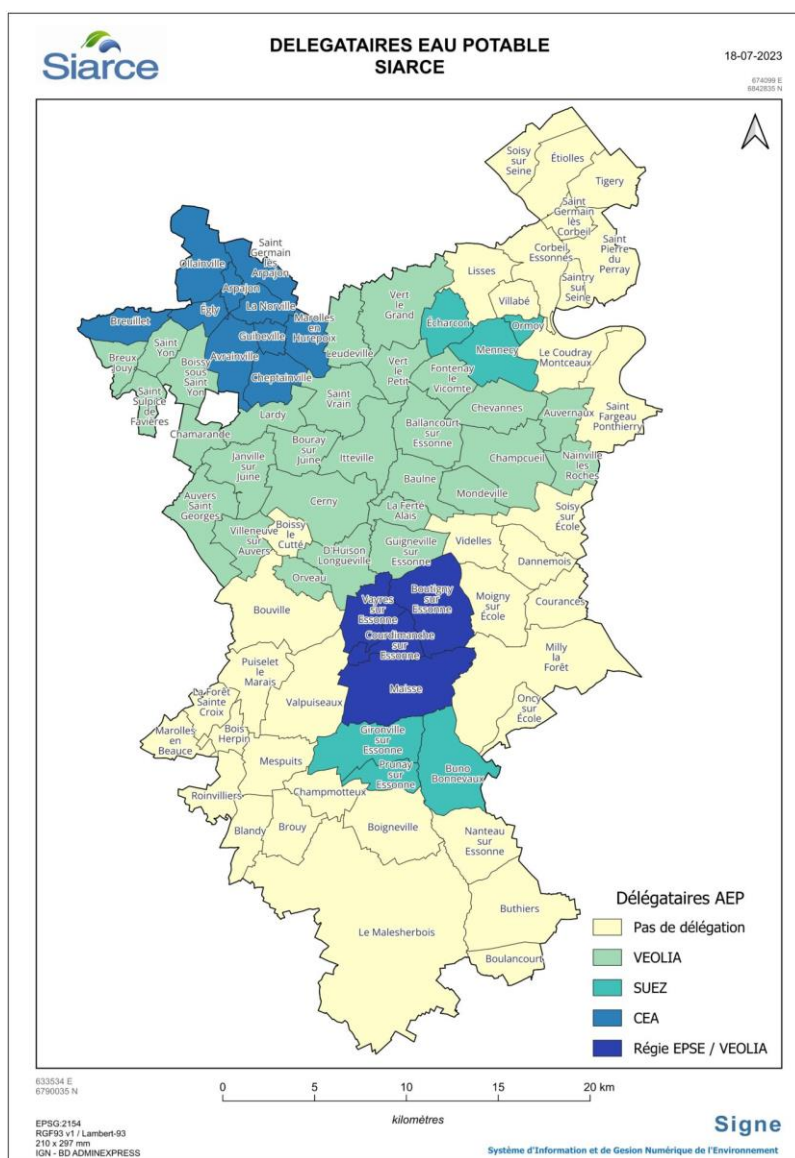 Siarce
DELEGATAIRES EAU POTABLE
SIARCE
18-07-2023
674099 E
6842835 N
Soisy
sur
Seine
Étiolles
Tigery
Saint
Germain
lès
Corbeil
Corbeil
Essonnes
Saint
Pierre
du
Perray
Saintry
sur
Seine
Lisses
Villabé
Saint
Germain
lès
Arpajon
Ollainville
Arpajon
La Norville
Égly
Breuillet
Marolles
en
Hurepoix
Guibeville
Avrainville
Cheptainville
Leudeville
Vert
le
Grand
Écharcon
Ormoy
Mennecy
Le Coudray
Montceaux
Saint
Fargeau
Ponthierry
Breux
Jouy
Saint
Yon
Boissy
sous
Saint
Yon
Saint
Sulpice
de
Favières
Vert
le
Petit
Fontenay
le
Vicomte
Saint
Vrain
Chevannes
Auvernaux
Lardy
Chamarande
Ballancourt
sur
Essonne
Bouray
sur
Juine
Itteville
Janville
sur
Juine
Champcueil
Nainville
les
Roches
Baulne
Mondeville
Auvers
Saint
Georges
Cerny
La Ferté
Alais
Soisy
sur
École
Villeneuve
sur
Auvers
Boissy
le
Cutté
D'Huison
Longueville
Guigneville
sur
Essonne
Videlles
Dannemois
Orveau
Bouville
Vayres
sur
Essonne
Boutigny
sur
Essonne
Moigny
sur
École
Courances
Courdimanche
sur
Essonne
Milly
la
Forêt
Puiselet
le
Marais
Maisse
Oncy
sur
École
La Forêt
Sainte
Croix
Valpuiseaux
Marolles
en
Beauce
Bois
Herpin
Gironville
sur
Essonne
Mespuits
Prunay
sur
Essonne
Buno
Bonnevaux
Roinvilliers
Champmotteux
Blandy
Brouy
Boigneville
Nanteau
sur
Essonne
Le Malesherbois
Buthiers
Boulancourt
Délégataires AEP
Pas de délégation
VEOLIA
SUEZ
CEA
Régie EPSE / VEOLIA
633534 E
6790035 N
0 5 10 15 20 km
kilomètres
EPSG:2154
RGF93 v1 / Lambert-93
210 x 297 mm
IGN - BD ADMINEXPRESS
Signe
Système d'Information et de Gesion Numérique de l'Environnement